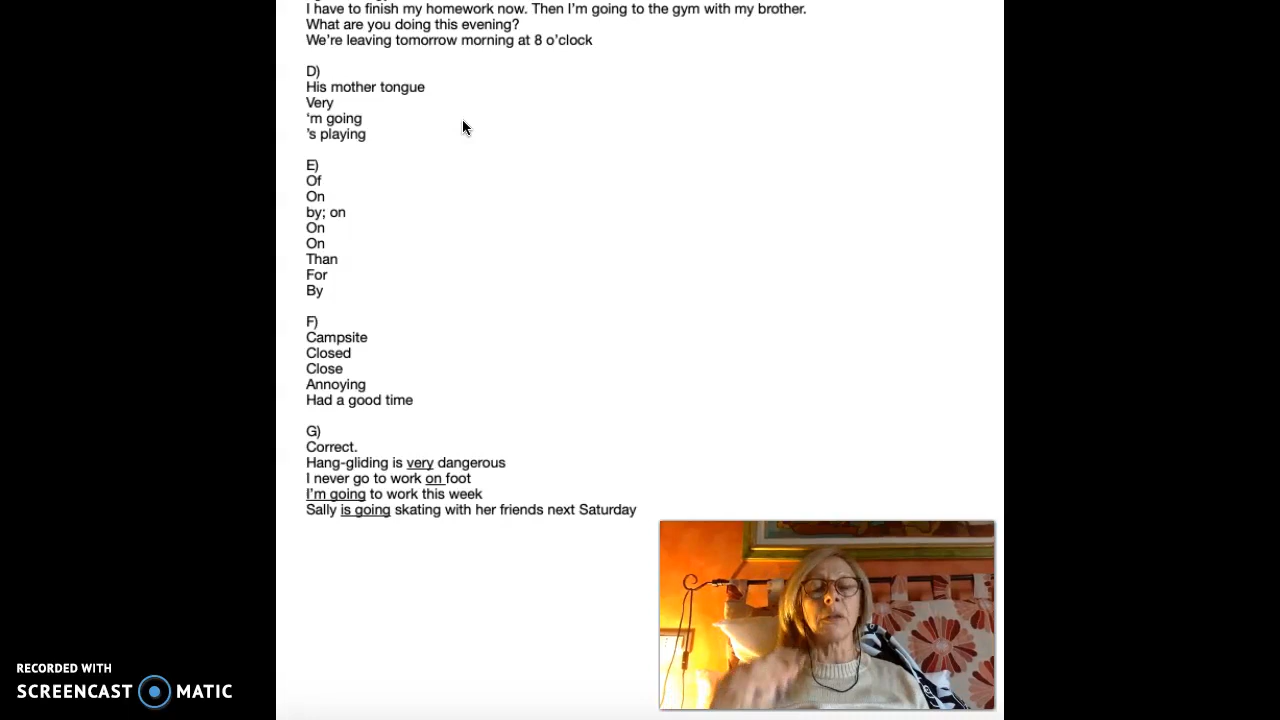 I have to finish my homework now. Then I'm going to the gym with my brother.
What are you doing this evening?
We're leaving tomorrow morning at 8 o'clock
D)
His mother tongue
Very
‘m going
’s playing
E)
Of
On
by; on
On
On
Than
For
By
F)
Campsite
Closed
Close
Annoying
Had a good time
G)
Correct.
Hang-gliding is very dangerous
I never go to work on foot
I'm going to work this week
Sally is going skating with her friends next Saturday
RECORDED WITH
SCREENCAST MATIC